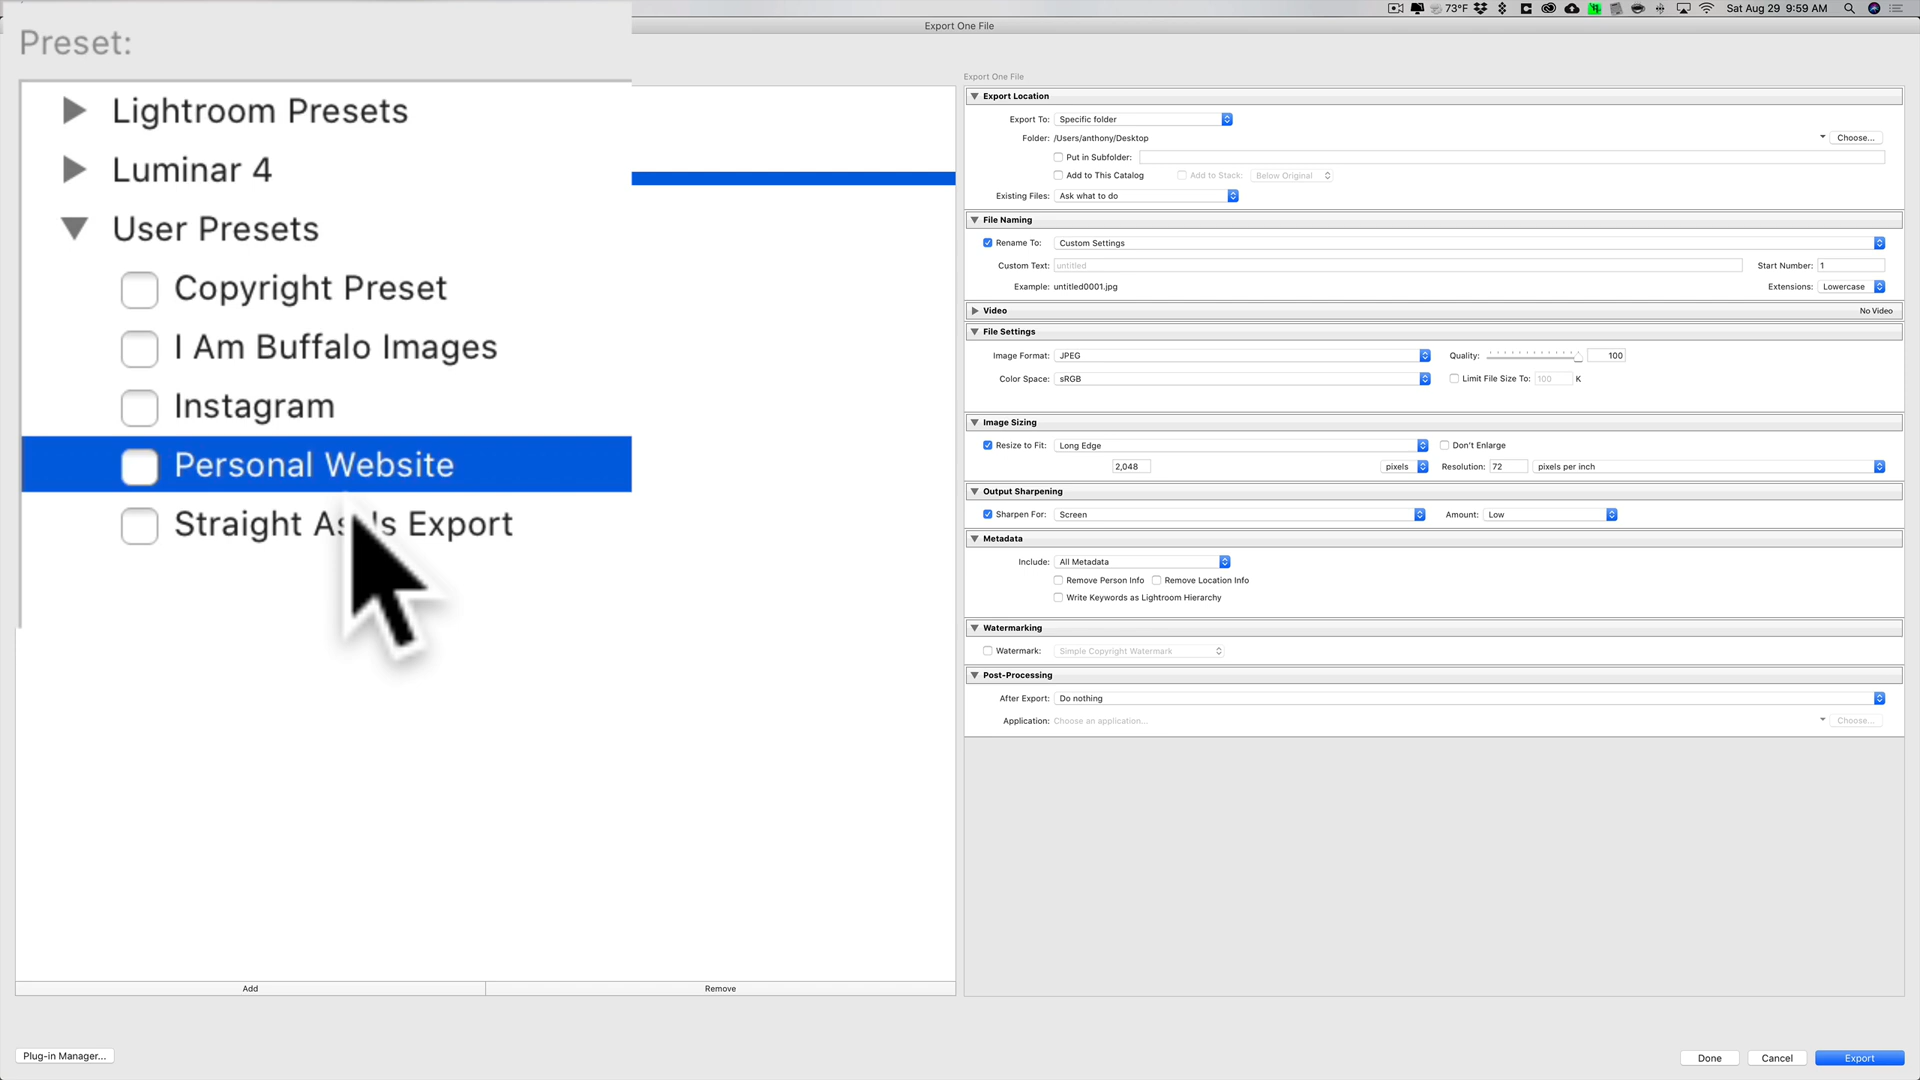 73°F Sat Aug 29 9:59 AM
Export One File
Preset:
Lightroom Presets
Luminar 4
User Presets
Copyright Preset
I Am Buffalo Images
Instagram
Personal Website
Straight As Is Export
Add Remove
Plug-in Manager...
Export One File
Export Location
Export To: Specific folder
Folder: /Users/anthony/Desktop Choose...
Put in Subfolder:
Add to This Catalog Add to Stack: Below Original
Existing Files: Ask what to do
File Naming
Rename To: Custom Settings
Custom Text: untitled Start Number: 1
Example: untitled0001.jpg Extensions: Lowercase
Video No Video
File Settings
Image Format: JPEG Quality: 100
Color Space: sRGB Limit File Size To: 100 K
Image Sizing
Resize to Fit: Long Edge Don't Enlarge
2,048 pixels Resolution: 72 pixels per inch
Output Sharpening
Sharpen For: Screen Amount: Low
Metadata
Include: All Metadata
Remove Person Info Remove Location Info
Write Keywords as Lightroom Hierarchy
Watermarking
Watermark: Simple Copyright Watermark
Post-Processing
After Export: Do nothing
Application: Choose an application... Choose...
Done Cancel Export